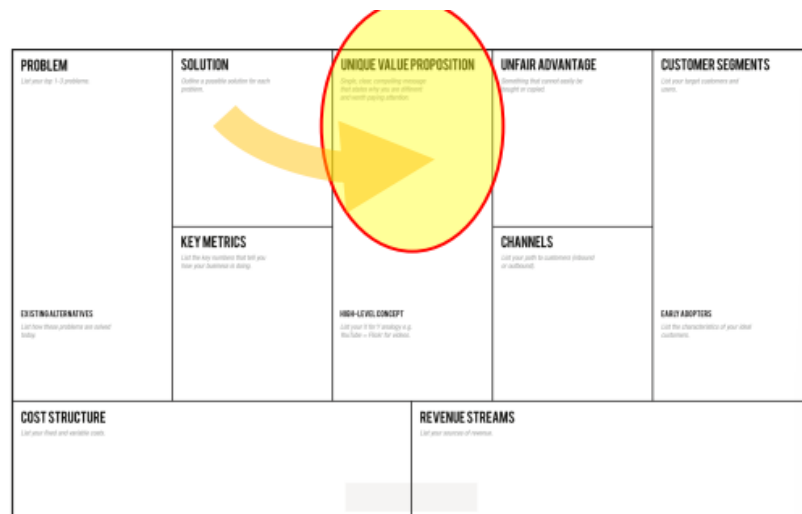 PROBLEM
List your top 1-3 problems.
EXISTING ALTERNATIVES
List how these problems are solved
today.
SOLUTION
Outline a possible solution for each
problem.
KEY METRICS
List the key numbers that tell you
how your business is doing.
UNIQUE VALUE PROPOSITION
Single, clear, compelling message
that states why you are different
and worth paying attention.
HIGH-LEVEL CONCEPT
List your X for Y analogy e.g.
YouTube = Flickr for videos.
UNFAIR ADVANTAGE
Something that cannot easily be
bought or copied.
CHANNELS
List your path to customers (inbound
or outbound).
CUSTOMER SEGMENTS
List your target customers and
users.
EARLY ADOPTERS
List the characteristics of your ideal
customers.
COST STRUCTURE
List your fixed and variable costs.
REVENUE STREAMS
List your sources of revenue.